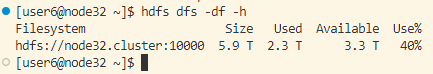 [user6@node32 ~]$ hdfs dfs -df -h
Filesystem                     Size   Used  Available  Use%
hdfs://node32.cluster:10000  5.9 T  2.3 T      3.3 T   40%
[user6@node32 ~]$